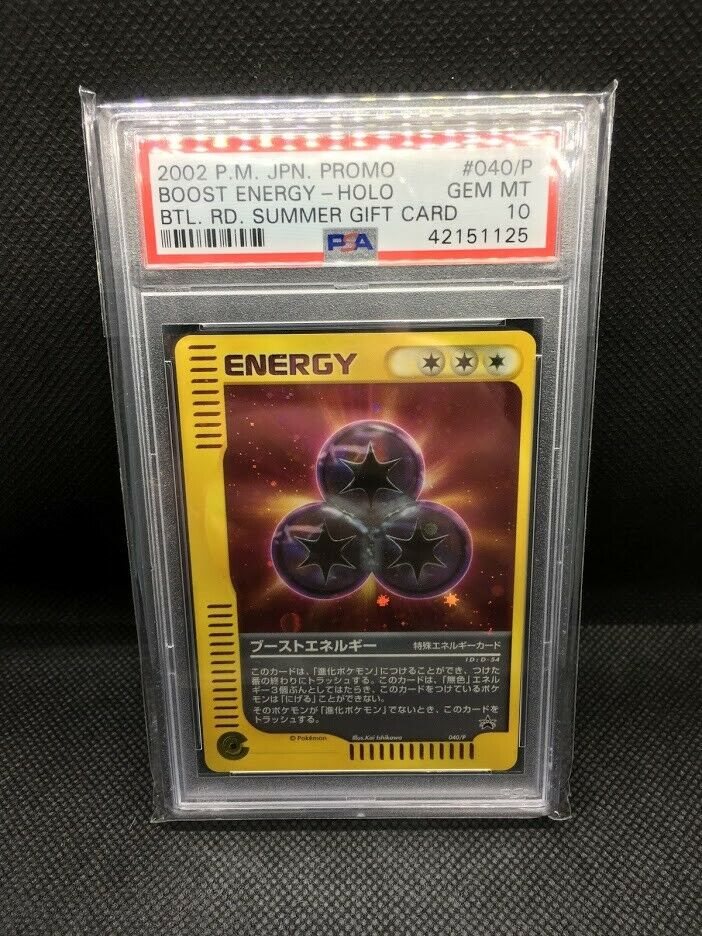 2002 P.M. JPN. PROMO #040/P
BOOST ENERGY-HOLO GEM MT
BTL. RD. SUMMER GIFT CARD 10
PSA 42151125
ENERGY
ブーストエネルギー 特殊エネルギーカード
ID:D-54
このカードは、「進化ポケモン」につけることができ、つけた
番の終わりにトラッシュする。このカードは、「無色」エネル
ギー3個ぶんとしてはたらき、このカードをつけているポケ
モンは「にげる」ことができない。
そのポケモンが「進化ポケモン」でないとき、このカードを
トラッシュする。
© Pokémon Illus.Kai Ishikawa 040/P